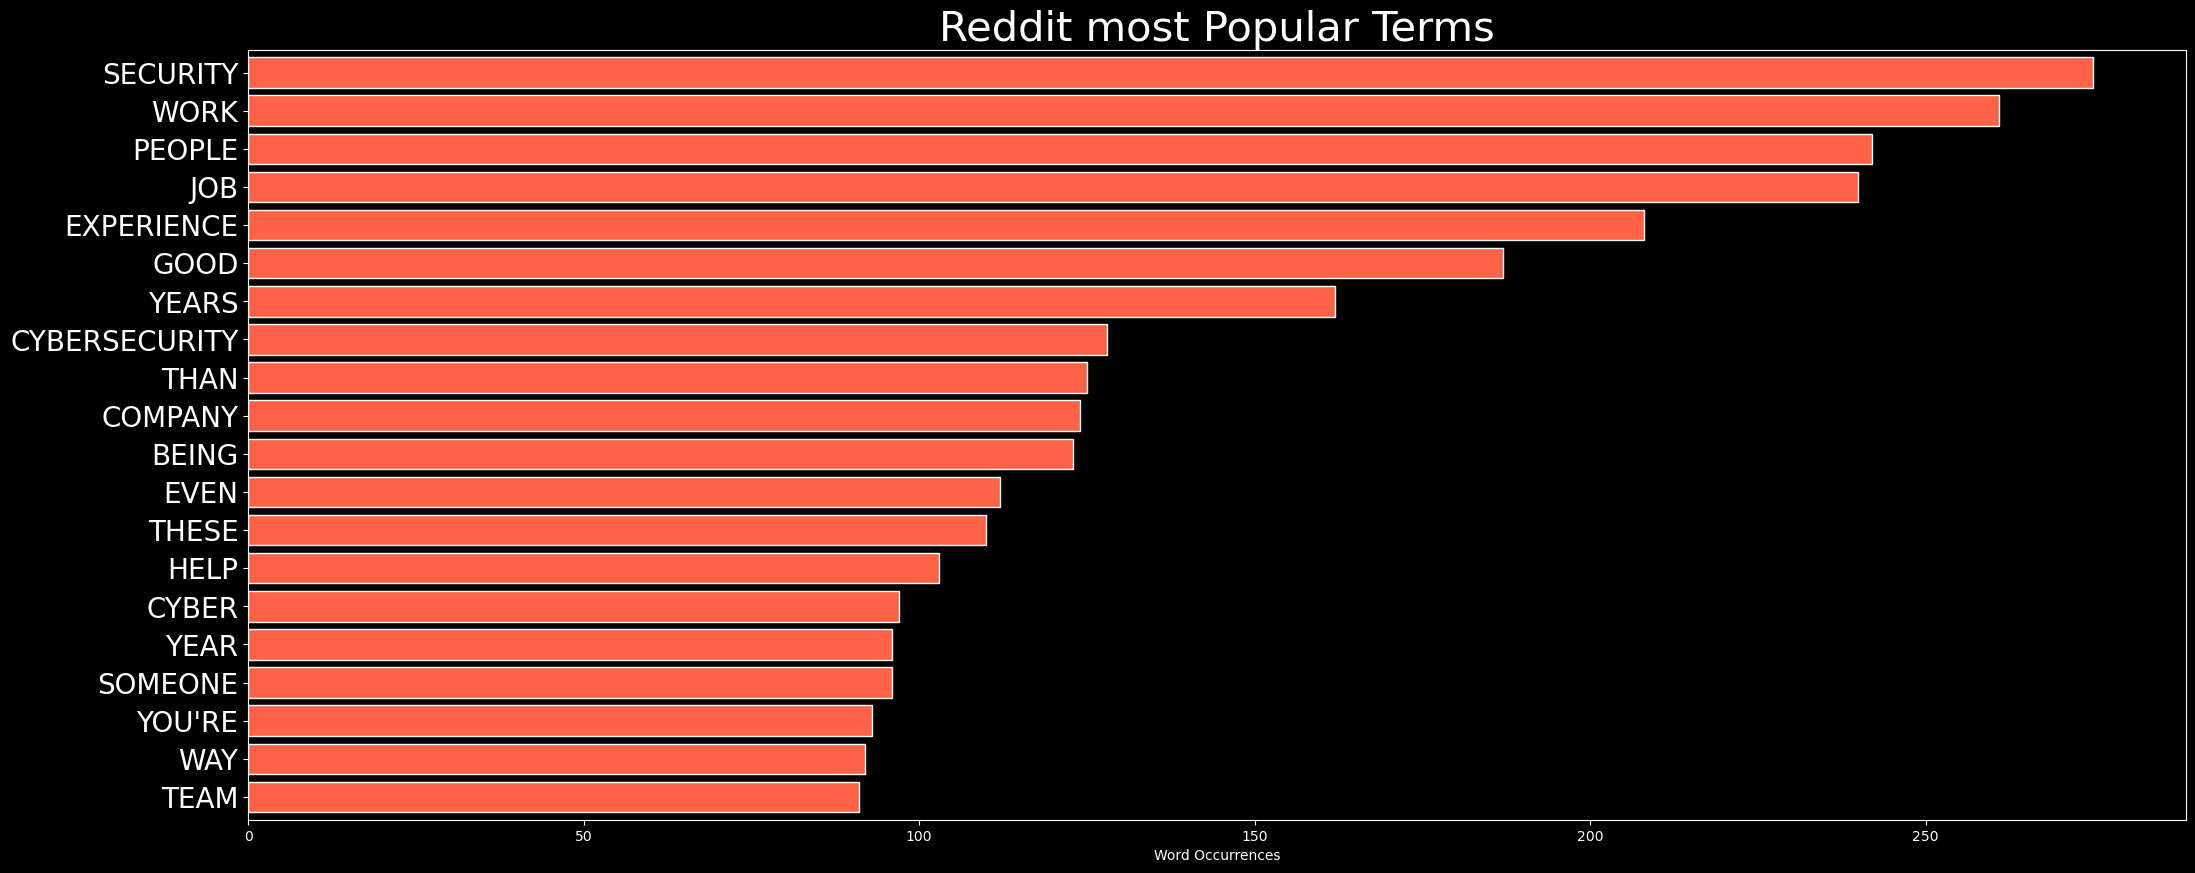 Reddit most Popular Terms
SECURITY
WORK
PEOPLE
JOB
EXPERIENCE
GOOD
YEARS
CYBERSECURITY
THAN
COMPANY
BEING
EVEN
THESE
HELP
CYBER
YEAR
SOMEONE
YOU'RE
WAY
TEAM
0 50 100 150 200 250
Word Occurrences